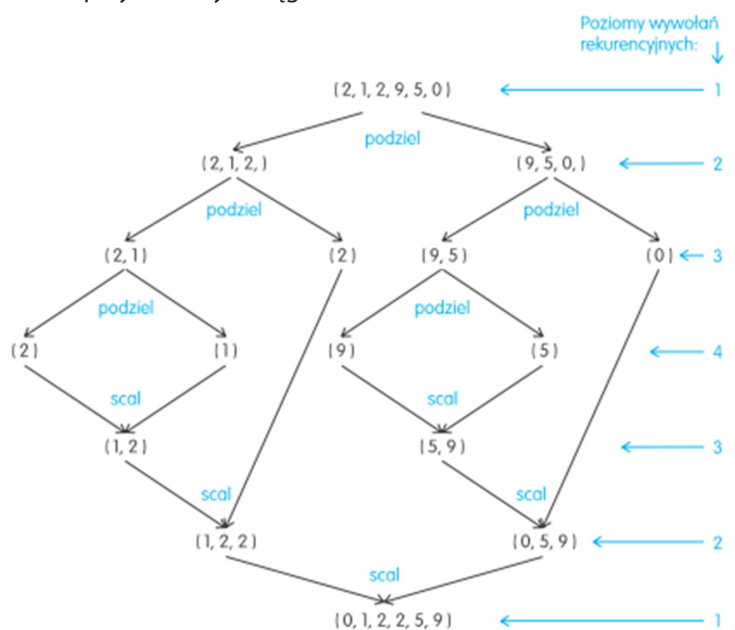 Poziomy wywołań
rekurencyjnych:
(2, 1, 2, 9, 5, 0) 1
podziel
(2, 1, 2, ) (9, 5, 0, ) 2
podziel podziel
(2, 1) (2) (9, 5) (0) 3
podziel podziel
(2) (1) (9) (5) 4
scal scal
(1, 2) (5, 9) 3
scal scal
(1, 2, 2) (0, 5, 9) 2
scal
(0, 1, 2, 2, 5, 9) 1